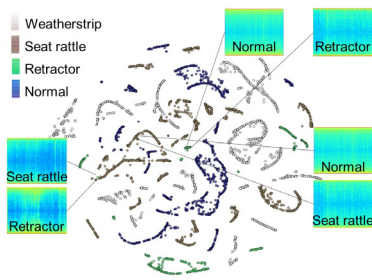 Weatherstrip
Seat rattle
Retractor
Normal
Normal
Retractor
Seat rattle
Retractor
Normal
Seat rattle